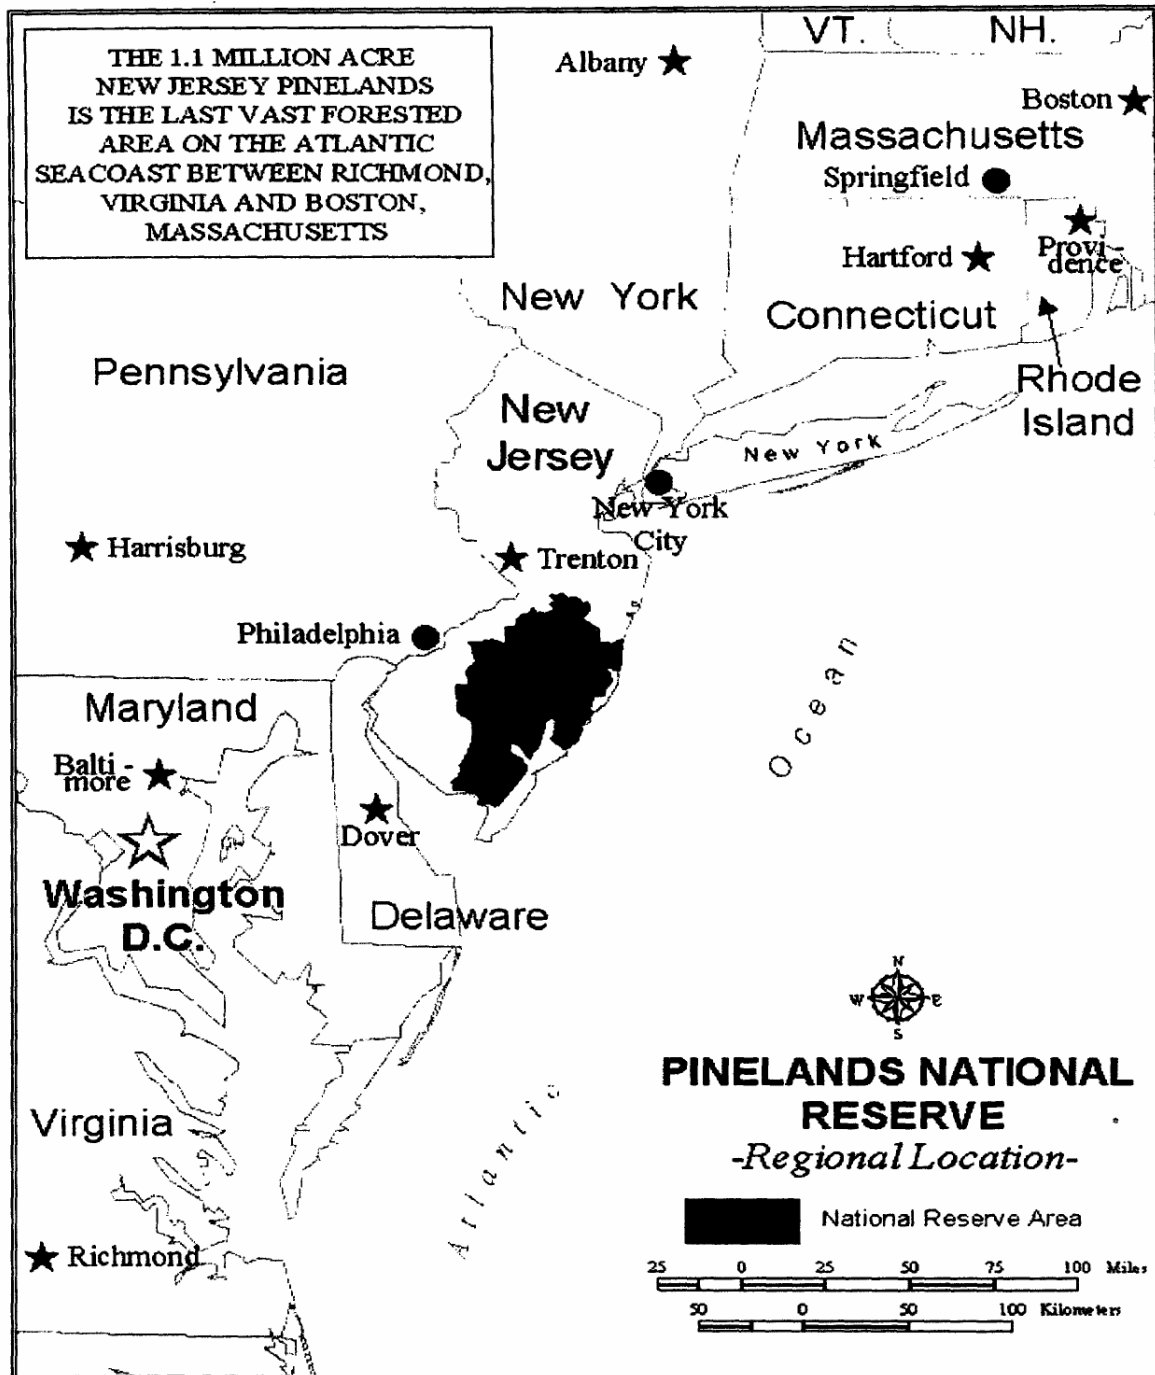 THE 1.1 MILLION ACRE
NEW JERSEY PINELANDS
IS THE LAST VAST FORESTED
AREA ON THE ATLANTIC
SEACOAST BETWEEN RICHMOND,
VIRGINIA AND BOSTON,
MASSACHUSETTS
VT.
NH.
Albany
Boston
Massachusetts
Springfield
Hartford
Provi-
dence
New York
Connecticut
Pennsylvania
Rhode
Island
New
Jersey
New York
New York
City
Harrisburg
Trenton
Philadelphia
Ocean
Maryland
Balti-
more
Dover
Washington
D.C.
Delaware
N
W E
S
PINELANDS NATIONAL
RESERVE
-Regional Location-
Virginia
Atlantic
National Reserve Area
Richmond
25 0 25 50 75 100 Miles
50 0 50 100 Kilometers